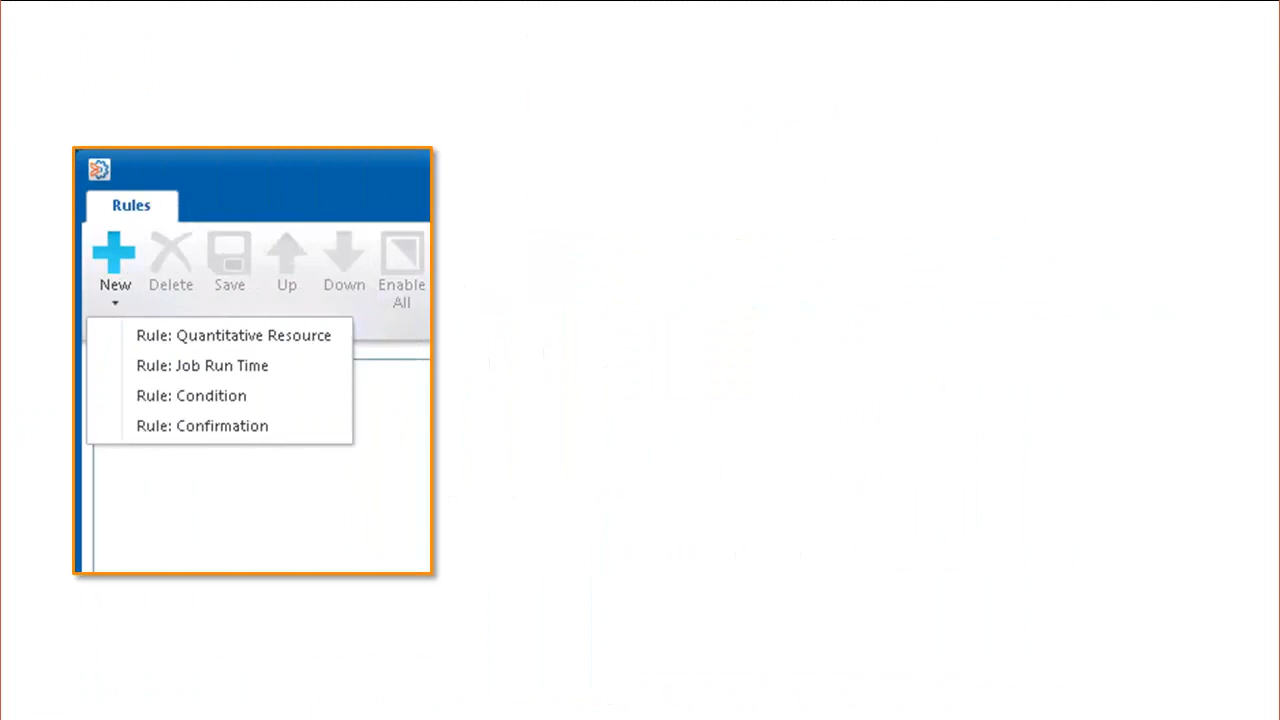 Rules
New Delete Save Up Down Enable All
Rule: Quantitative Resource
Rule: Job Run Time
Rule: Condition
Rule: Confirmation